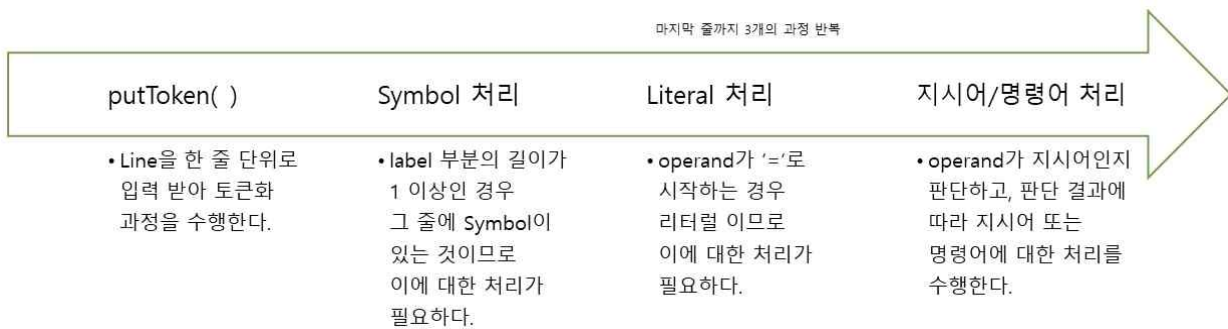 마지막 줄까지 3개의 과정 반복
putToken( )
• Line을 한 줄 단위로
입력 받아 토큰화
과정을 수행한다.
Symbol 처리
• label 부분의 길이가
1 이상인 경우
그 줄에 Symbol이
있는 것이므로
이에 대한 처리가
필요하다.
Literal 처리
• operand가 ‘=’로
시작하는 경우
리터럴 이므로
이에 대한 처리가
필요하다.
지시어/명령어 처리
• operand가 지시어인지
판단하고, 판단 결과에
따라 지시어 또는
명령어에 대한 처리를
수행한다.